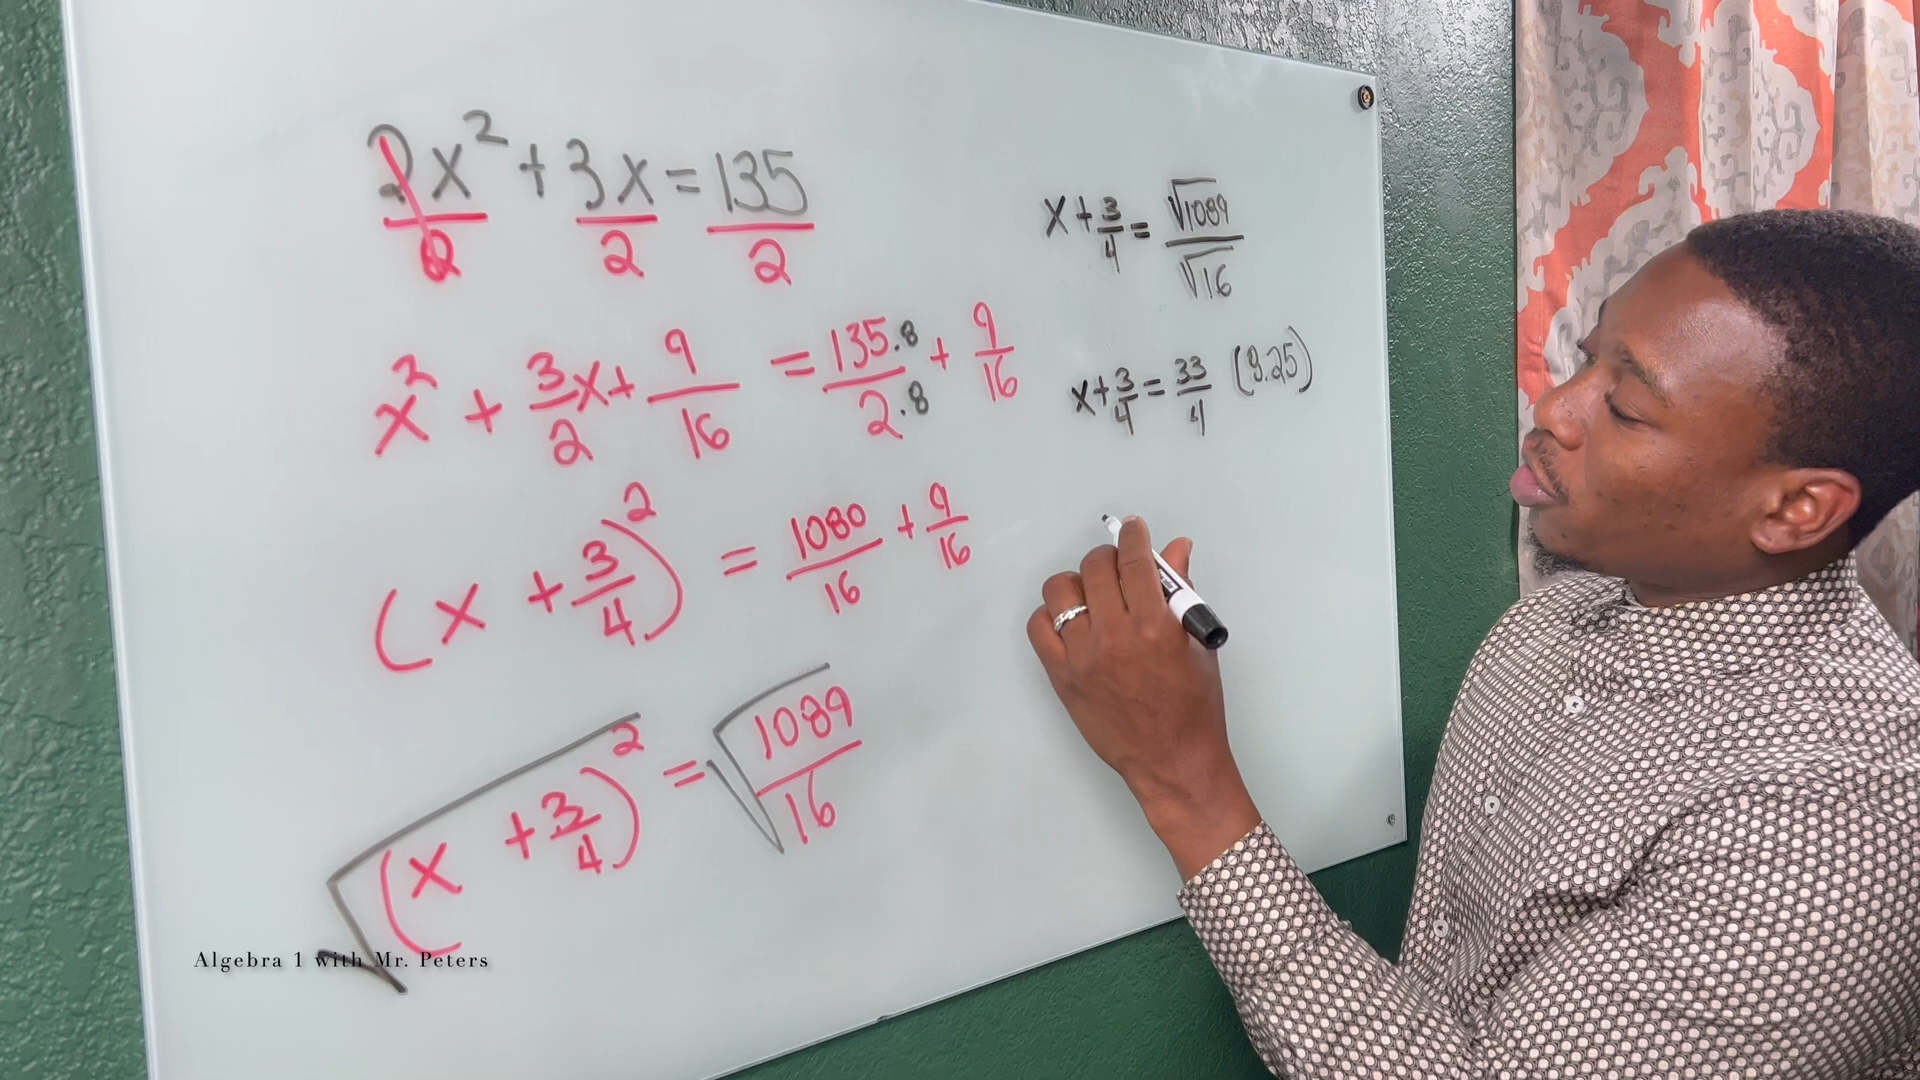 2x² + 3x = 135
2 2 2
x² + 3/2 x + 9/16 = 135.8/2.8 + 9/16
(x + 3/4)² = 1080/16 + 9/16
√(x + 3/4)² = √1089/16
x + 3/4 = √1089/√16
x + 3/4 = 33/4 (8.25)
Algebra 1 with Mr. Peters